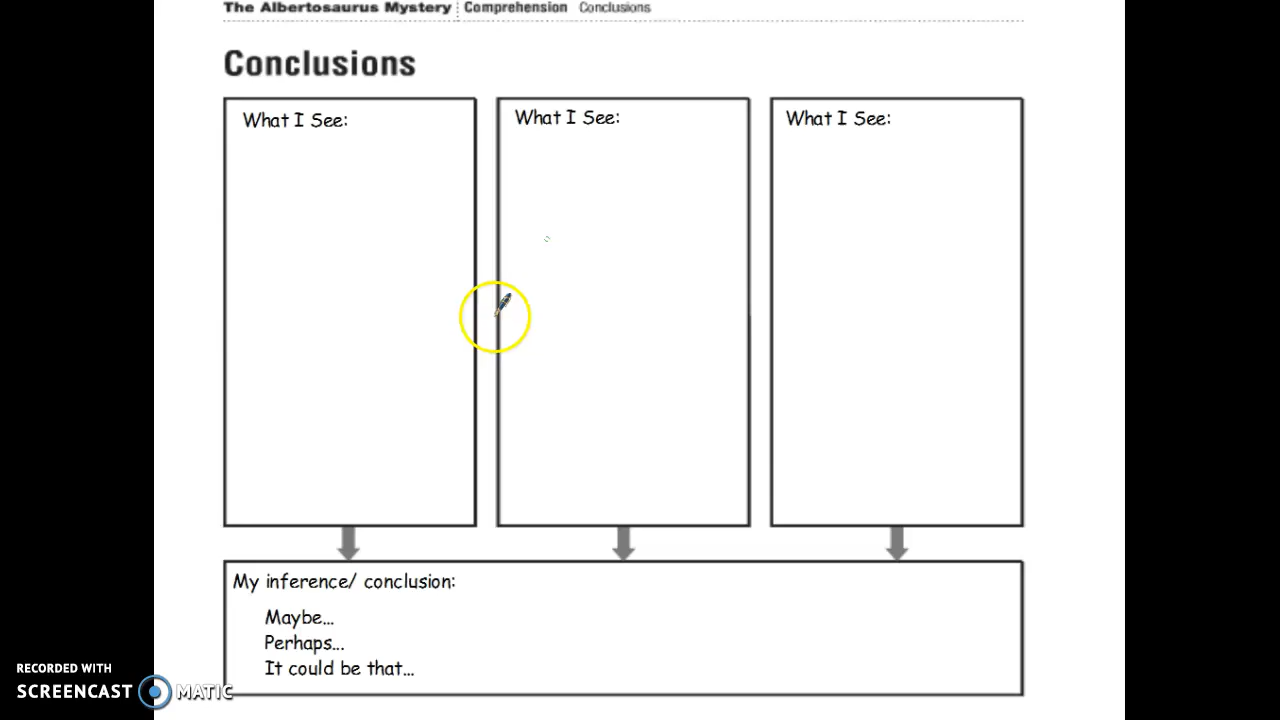 The Albertosaurus Mystery Comprehension Conclusions
Conclusions
What I See:
What I See:
What I See:
My inference/ conclusion:
Maybe...
Perhaps...
It could be that...
RECORDED WITH
SCREENCAST MATIC